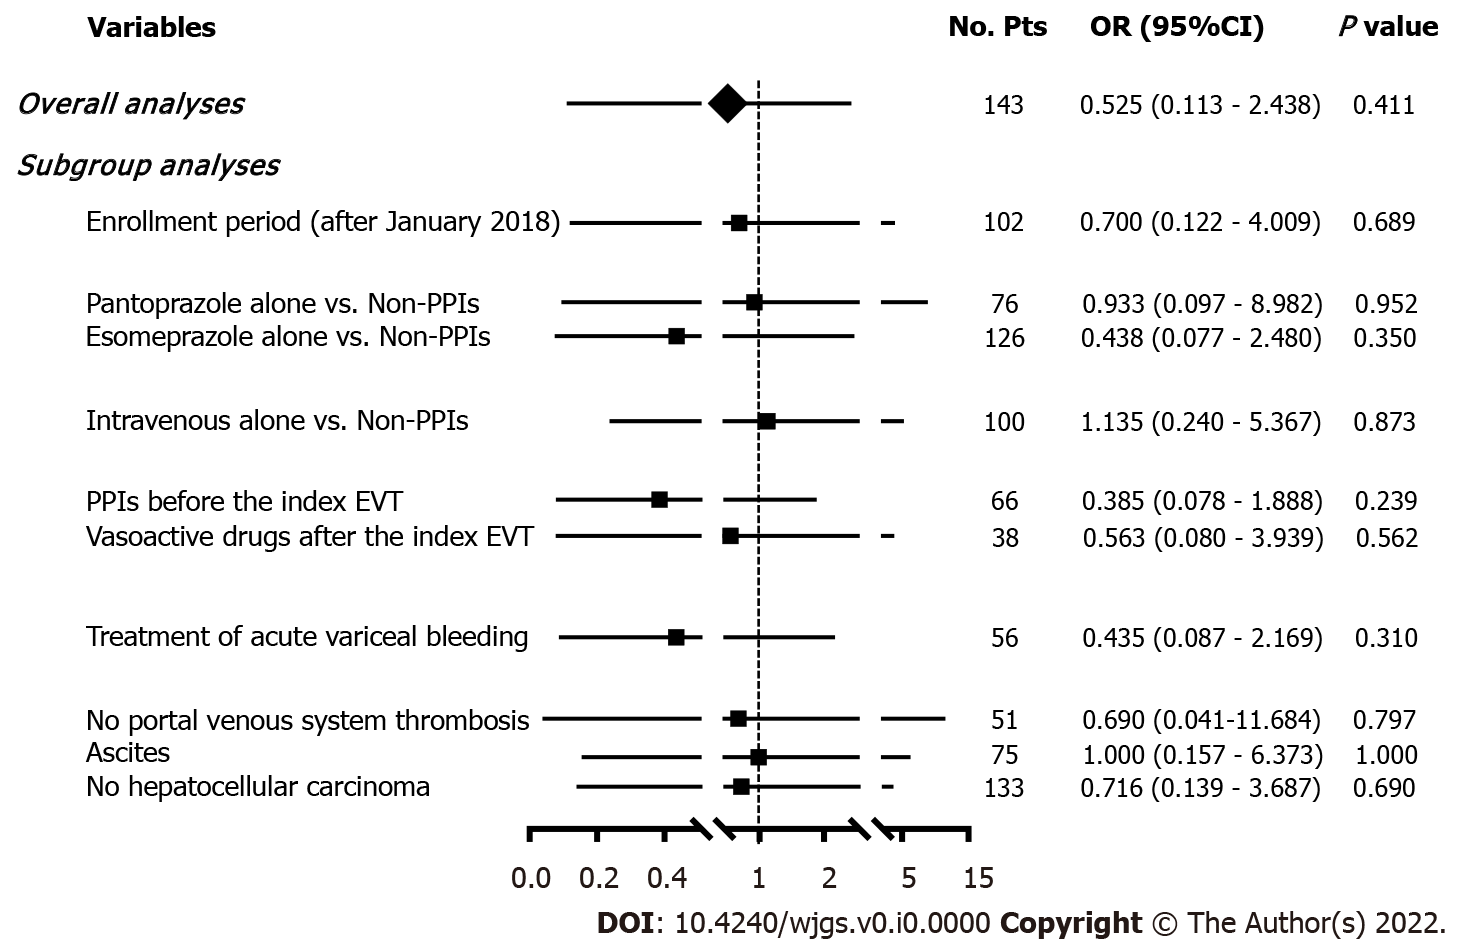 Variables No. Pts OR (95%CI) P value
Overall analyses 143 0.525 (0.113 - 2.438) 0.411
Subgroup analyses
Enrollment period (after January 2018) 102 0.700 (0.122 - 4.009) 0.689
Pantoprazole alone vs. Non-PPIs 76 0.933 (0.097 - 8.982) 0.952
Esomeprazole alone vs. Non-PPIs 126 0.438 (0.077 - 2.480) 0.350
Intravenous alone vs. Non-PPIs 100 1.135 (0.240 - 5.367) 0.873
PPIs before the index EVT 66 0.385 (0.078 - 1.888) 0.239
Vasoactive drugs after the index EVT 38 0.563 (0.080 - 3.939) 0.562
Treatment of acute variceal bleeding 56 0.435 (0.087 - 2.169) 0.310
No portal venous system thrombosis 51 0.690 (0.041-11.684) 0.797
Ascites 75 1.000 (0.157 - 6.373) 1.000
No hepatocellular carcinoma 133 0.716 (0.139 - 3.687) 0.690
0.0 0.2 0.4 1 2 5 15
DOI: 10.4240/wjgs.v0.i0.0000 Copyright © The Author(s) 2022.